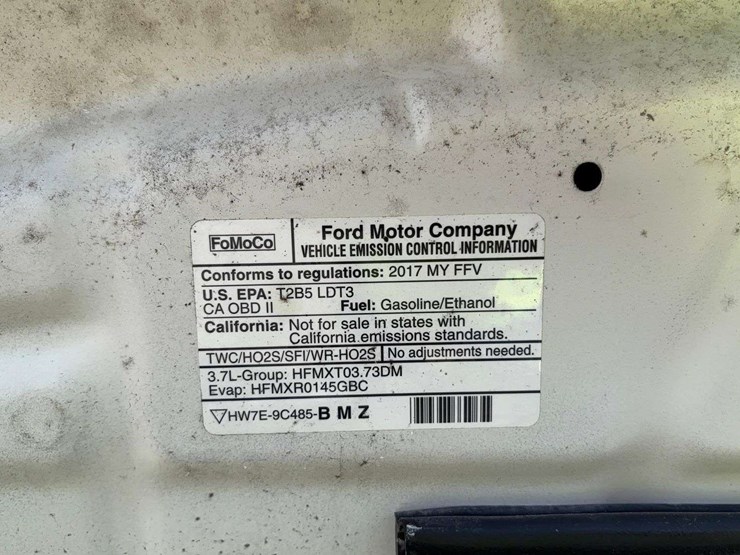 FoMoCo
Ford Motor Company
VEHICLE EMISSION CONTROL INFORMATION
Conforms to regulations: 2017 MY FFV
U.S. EPA: T2B5 LDT3
CA OBD II Fuel: Gasoline/Ethanol
California: Not for sale in states with
California emissions standards.
TWC/HO2S/SFI/WR-HO2S No adjustments needed.
3.7L-Group: HFMXT03.73DM
Evap: HFMXR0145GBC
HW7E-9C485-B M Z